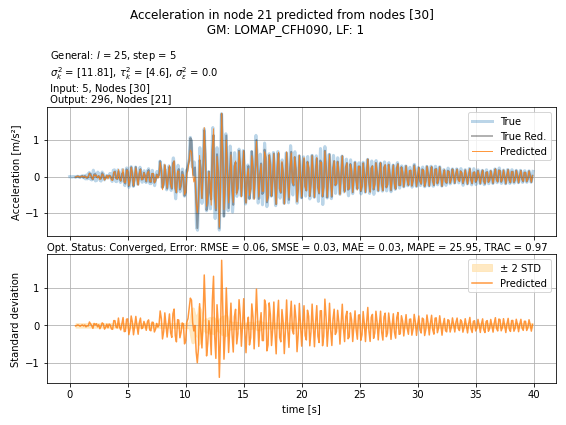 Acceleration in node 21 predicted from nodes [30]
GM: LOMAP_CFH090, LF: 1
General: l = 25, step = 5
σ²ₖ = [11.81], τ²ₖ = [4.6], σ²ε = 0.0
Input: 5, Nodes [30]
Output: 296, Nodes [21]
Acceleration [m/s²]
1
0
−1
True
True Red.
Predicted
Opt. Status: Converged, Error: RMSE = 0.06, SMSE = 0.03, MAE = 0.03, MAPE = 25.95, TRAC = 0.97
Standard deviation
1
0
−1
± 2 STD
Predicted
0 5 10 15 20 25 30 35 40
time [s]